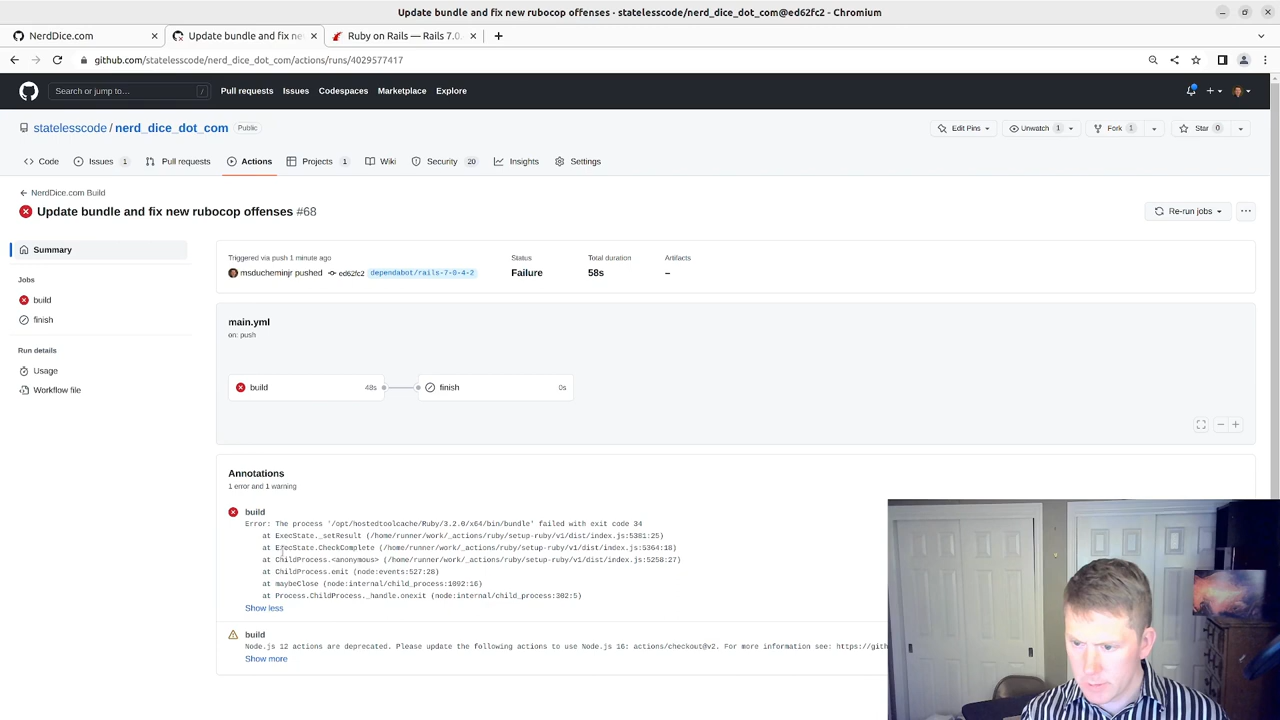 Update bundle and fix new rubocop offenses · statelesscode/nerd_dice_dot_com@ed62fc2 - Chromium
NerdDice.com
Update bundle and fix ne
Ruby on Rails — Rails 7.0.
github.com/statelesscode/nerd_dice_dot_com/actions/runs/4029577417
Search or jump to… /
Pull requests Issues Codespaces Marketplace Explore
statelesscode / nerd_dice_dot_com Public
Edit Pins Unwatch 1 Fork 1 Star 0
Code Issues 1 Pull requests Actions Projects 1 Wiki Security 20 Insights Settings
NerdDice.com Build
Update bundle and fix new rubocop offenses #68
Re-run jobs
Summary
Jobs
build
finish
Run details
Usage
Workflow file
Triggered via push 1 minute ago
msducheminjr pushed ed62fc2 dependabot/rails-7-0-4-2
Status
Failure
Total duration
58s
Artifacts
–
main.yml
on: push
build 48s
finish 0s
Annotations
1 error and 1 warning
build
Error: The process '/opt/hostedtoolcache/Ruby/3.2.0/x64/bin/bundle' failed with exit code 34
at ExecState._setResult (/home/runner/work/_actions/ruby/setup-ruby/v1/dist/index.js:5381:25)
at ExecState.CheckComplete (/home/runner/work/_actions/ruby/setup-ruby/v1/dist/index.js:5364:18)
at ChildProcess.<anonymous> (/home/runner/work/_actions/ruby/setup-ruby/v1/dist/index.js:5258:27)
at ChildProcess.emit (node:events:527:28)
at maybeClose (node:internal/child_process:1092:16)
at Process.ChildProcess._handle.onexit (node:internal/child_process:302:5)
Show less
build
Node.js 12 actions are deprecated. Please update the following actions to use Node.js 16: actions/checkout@v2. For more information see: https://gith
Show more